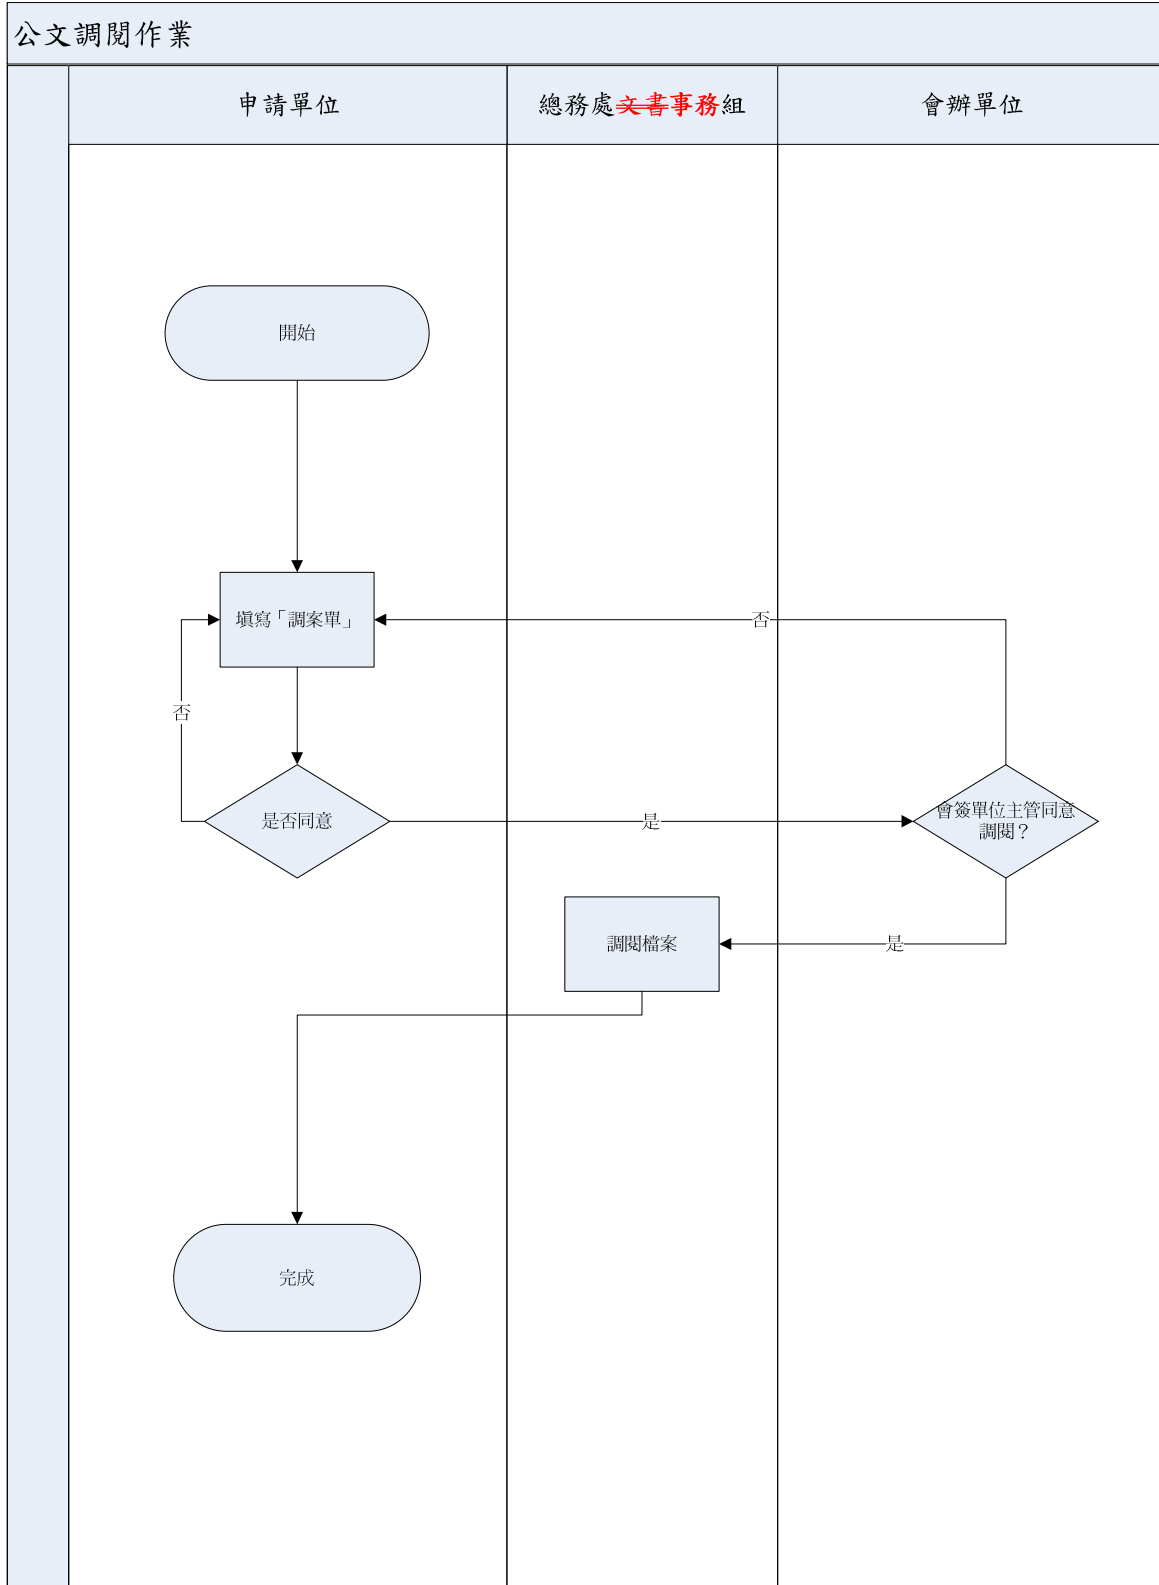 公文調閱作業
申請單位
總務處文書事務組
會辦單位
開始
填寫「調案單」
否
否
是否同意
是
會簽單位主管同意
調閱？
調閱檔案
是
完成